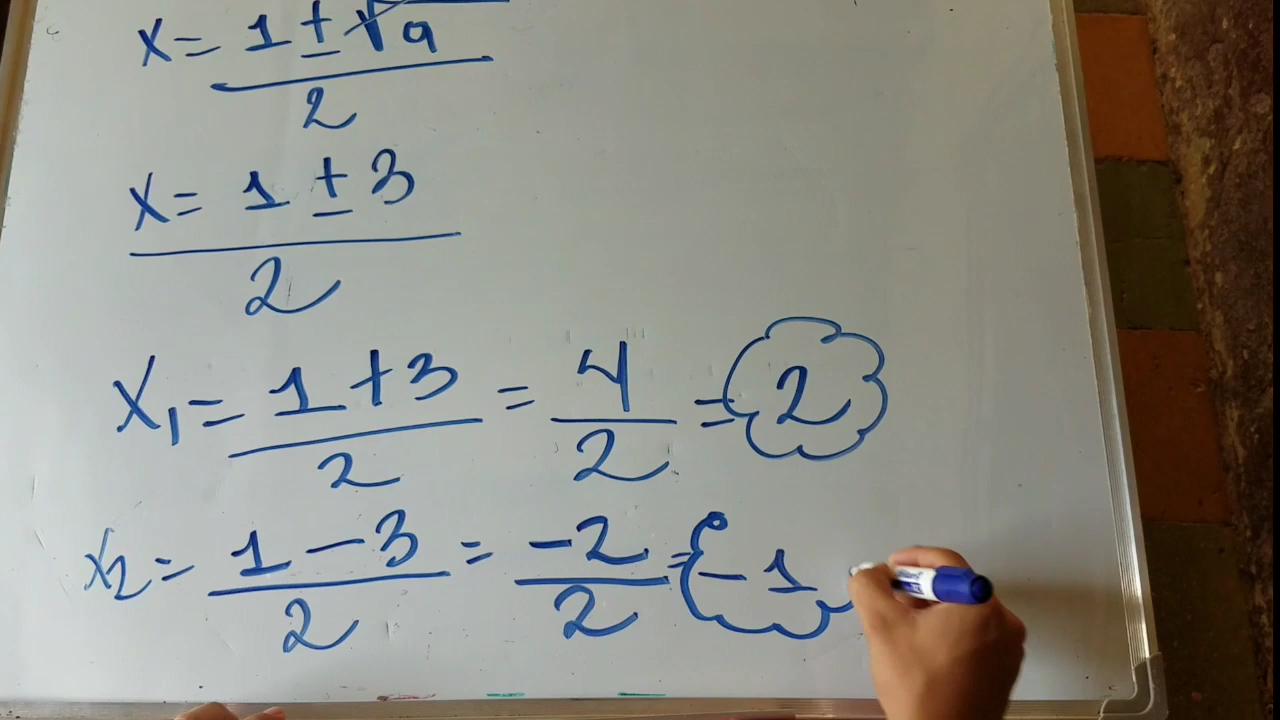 x = 1 ± √9
2
x = 1 ± 3
2
x₁ = 1 + 3 = 4 = 2
2 2
x₂ = 1 − 3 = -2 = − 1
2 2